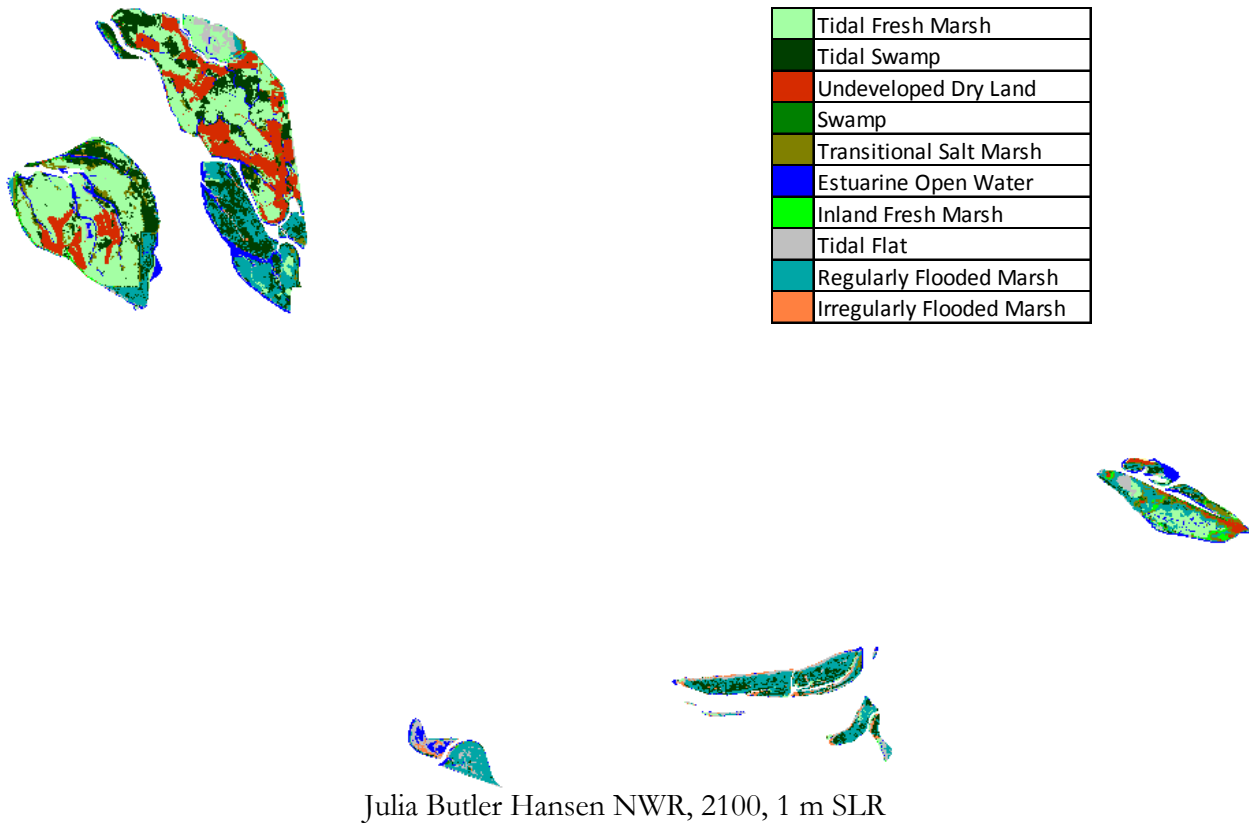 Tidal Fresh Marsh
Tidal Swamp
Undeveloped Dry Land
Swamp
Transitional Salt Marsh
Estuarine Open Water
Inland Fresh Marsh
Tidal Flat
Regularly Flooded Marsh
Irregularly Flooded Marsh
Julia Butler Hansen NWR, 2100, 1 m SLR